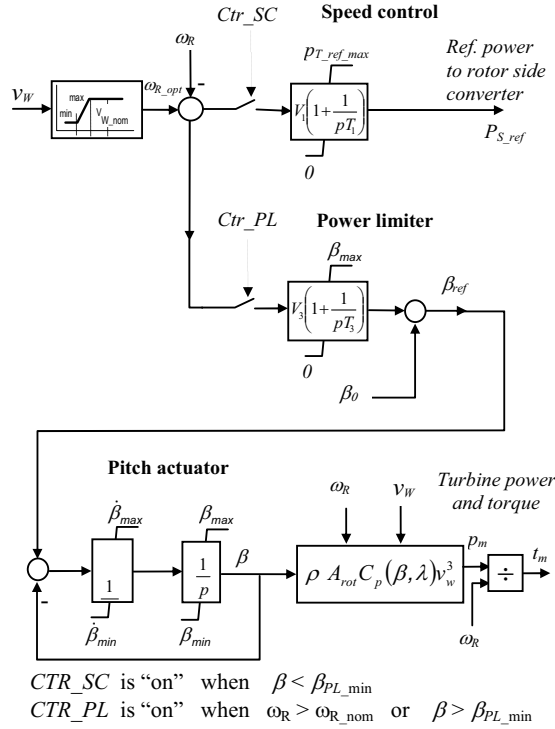 Speed control
Ctr_SC
ω_R
p_T_ref_max
Ref. power
to rotor side
converter
v_W
max
min
V_W_nom
ω_R_opt
-
V_1(1+1/pT_1)
P_S_ref
0
Ctr_PL
Power limiter
β_max
V_3(1+1/pT_3)
β_ref
0
β_0
Pitch actuator
Turbine power
and torque
ω_R
v_W
β̇_max
β_max
p_m
t_m
1
1/p
β
ρ A_rot C_p(β,λ)v_w^3
÷
-
β̇_min
β_min
ω_R
CTR_SC is “on” when β < β_PL_min
CTR_PL is “on” when ω_R > ω_R_nom or β > β_PL_min